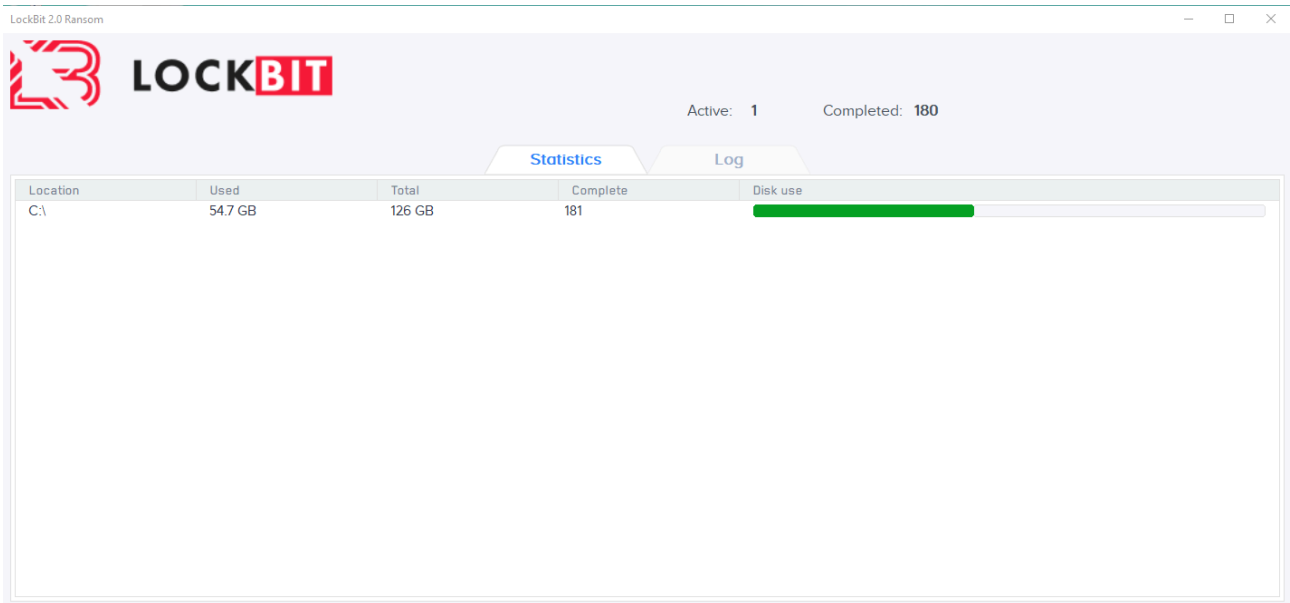 LockBit 2.0 Ransom
LOCKBIT
Active: 1 Completed: 180
Statistics Log
Location Used Total Complete Disk use
C:\ 54.7 GB 126 GB 181